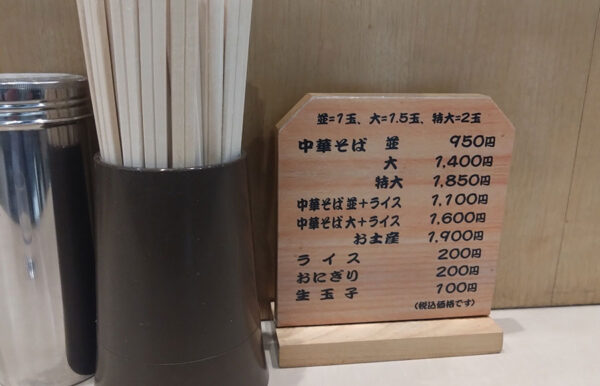 並=1玉、大=1.5玉、特大=2玉
中華そば 並 950円
大 1,400円
特大 1,850円
中華そば並+ライス 1,100円
中華そば大+ライス 1,600円
お土産 1,900円
ライス 200円
おにぎり 200円
生玉子 100円
(税込価格です)